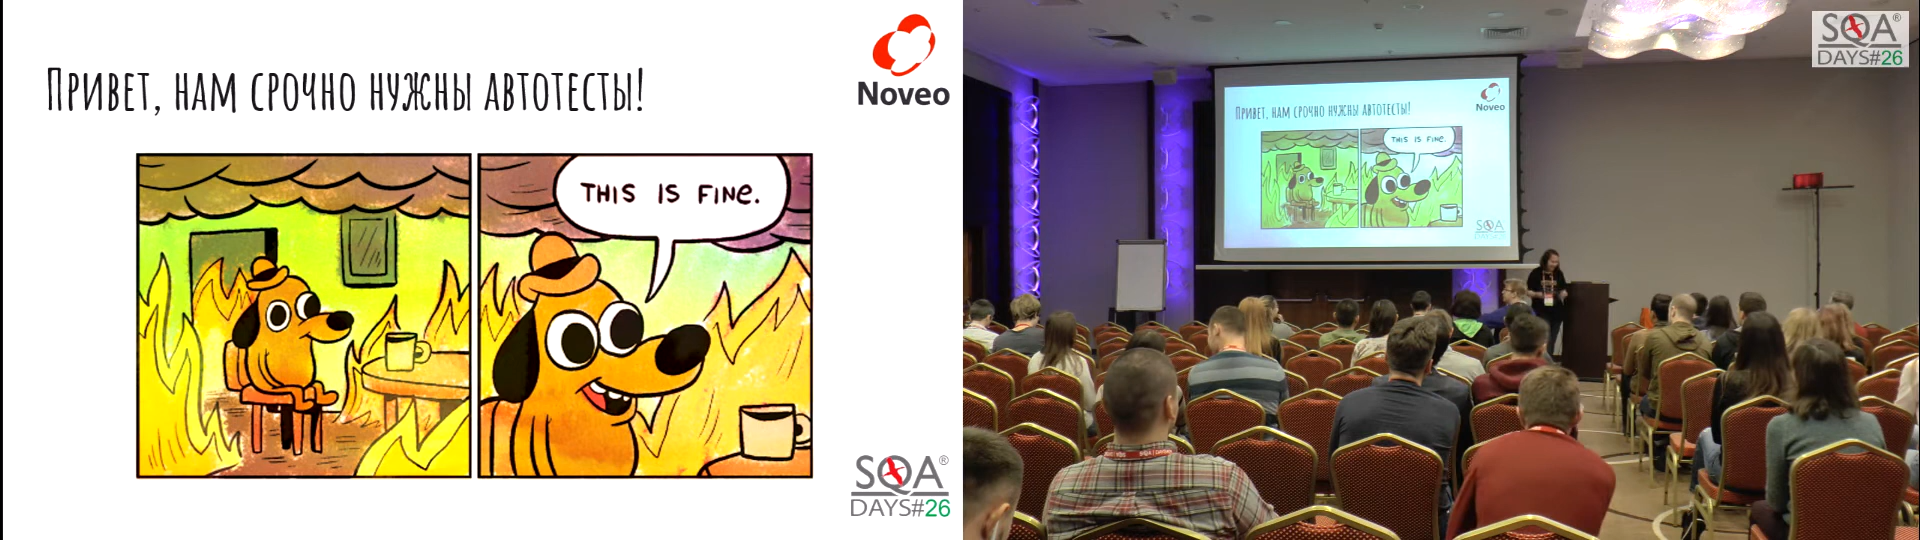 Привет, нам срочно нужны автотесты!
Noveo
THIS IS FINE.
SQA®
DAYS#26
Привет, нам срочно нужны автотесты!
Noveo
THIS IS FINE.
SQA
SQA®
DAYS#26